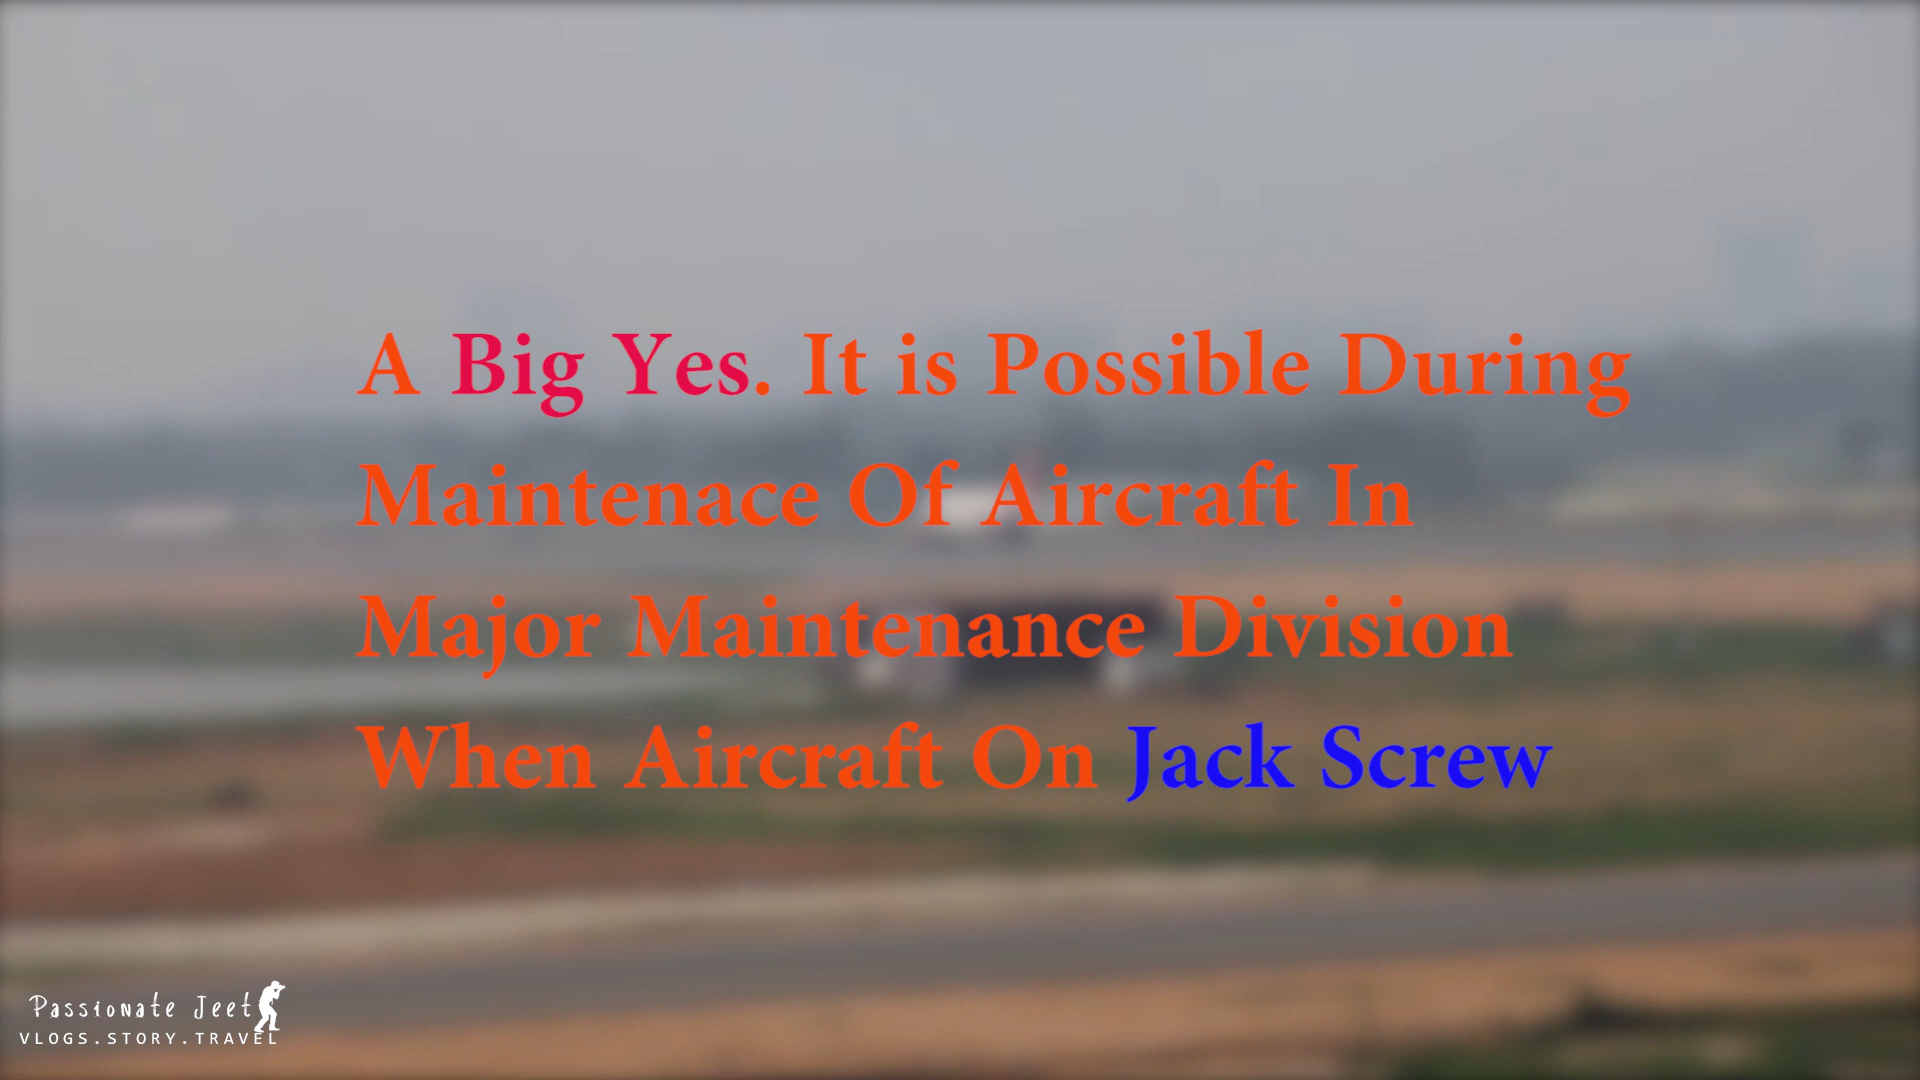 A Big Yes. It is Possible During
Maintenace Of Aircraft In
Major Maintenance Division
When Aircraft On Jack Screw
Passionate Jeet
VLOGS.STORY.TRAVEL